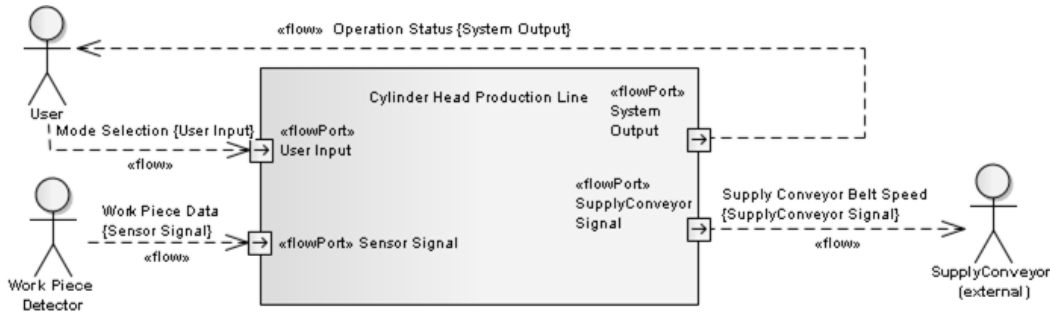 «flow» Operation Status {System Output}
User
Cylinder Head Production Line
«flowPort»
System
Output
Mode Selection {User Input}
«flow»
«flowPort»
User Input
«flowPort»
SupplyConveyor
Signal
Supply Conveyor Belt Speed
{SupplyConveyor Signal}
«flow»
Work Piece Data
{Sensor Signal}
«flow»
«flowPort» Sensor Signal
Work Piece
Detector
SupplyConveyor
(external)